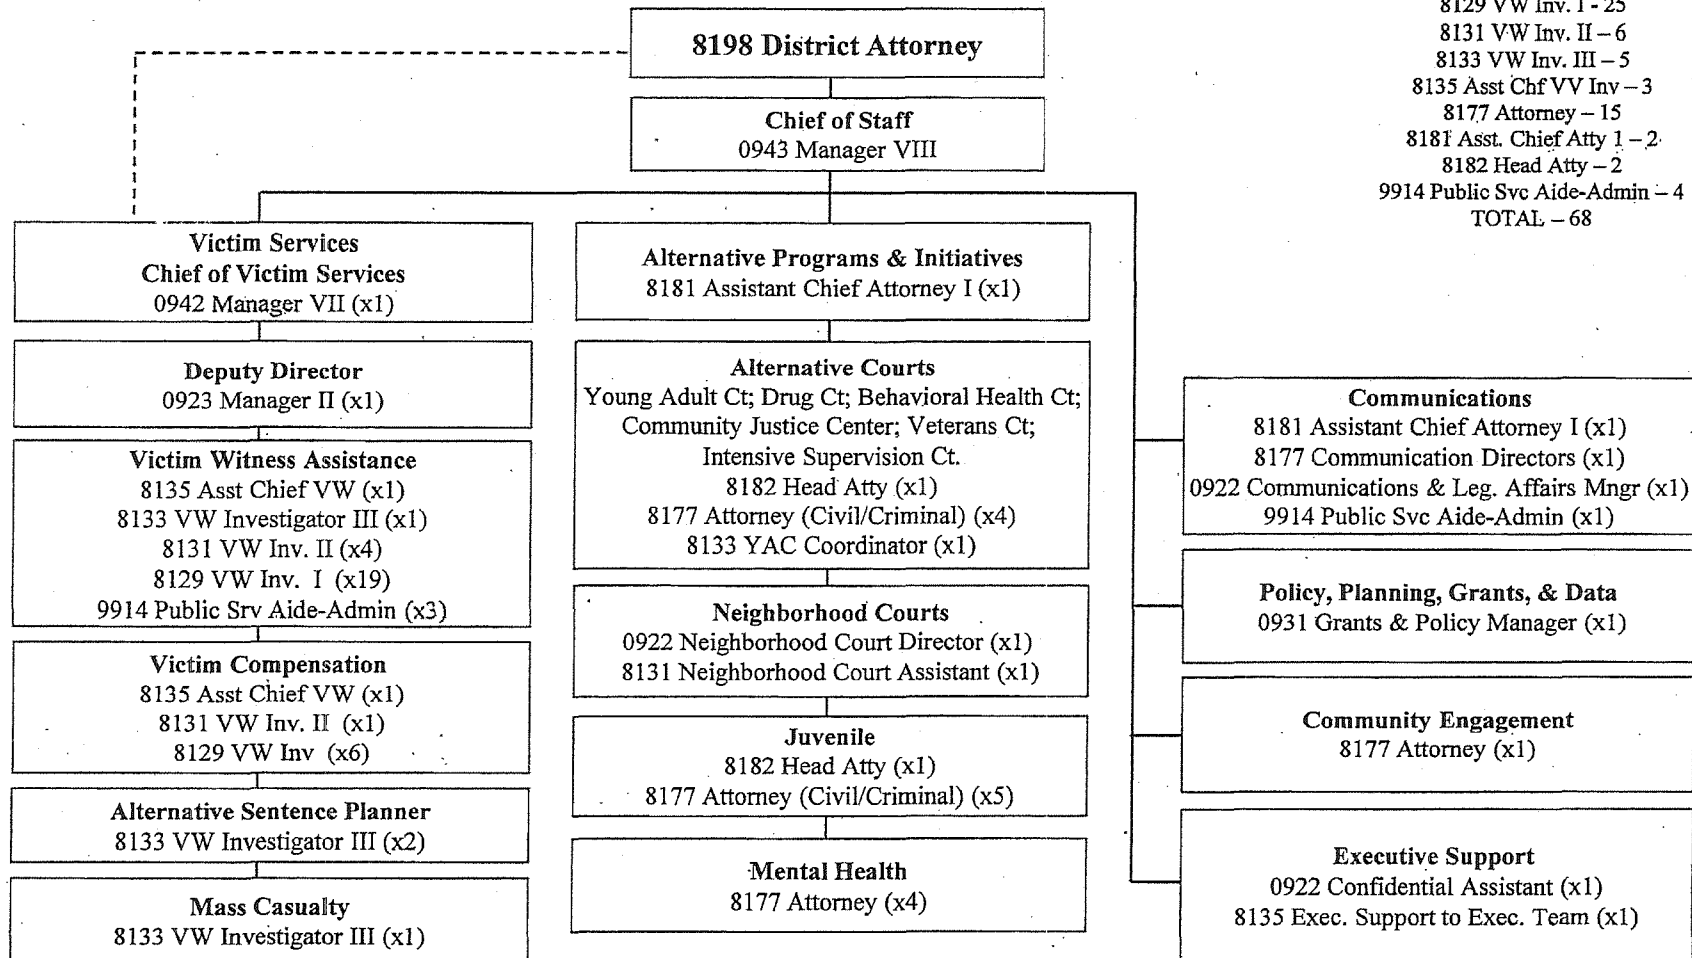 8129 VW Inv. I - 25
8131 VW Inv. II – 6
8133 VW Inv. III – 5
8135 Asst Chf VV Inv – 3
8177 Attorney – 15
8181 Asst. Chief Atty 1 – 2
8182 Head Atty – 2
9914 Public Svc Aide-Admin – 4
TOTAL – 68
8198 District Attorney
Chief of Staff
0943 Manager VIII
Victim Services
Chief of Victim Services
0942 Manager VII (x1)
Deputy Director
0923 Manager II (x1)
Victim Witness Assistance
8135 Asst Chief VW (x1)
8133 VW Investigator III (x1)
8131 VW Inv. II (x4)
8129 VW Inv. I (x19)
9914 Public Srv Aide-Admin (x3)
Victim Compensation
8135 Asst Chief VW (x1)
8131 VW Inv. II (x1)
8129 VW Inv (x6)
Alternative Sentence Planner
8133 VW Investigator III (x2)
Mass Casualty
8133 VW Investigator III (x1)
Alternative Programs & Initiatives
8181 Assistant Chief Attorney I (x1)
Alternative Courts
Young Adult Ct; Drug Ct; Behavioral Health Ct;
Community Justice Center; Veterans Ct;
Intensive Supervision Ct.
8182 Head Atty (x1)
8177 Attorney (Civil/Criminal) (x4)
8133 YAC Coordinator (x1)
Neighborhood Courts
0922 Neighborhood Court Director (x1)
8131 Neighborhood Court Assistant (x1)
Juvenile
8182 Head Atty (x1)
8177 Attorney (Civil/Criminal) (x5)
Mental Health
8177 Attorney (x4)
Communications
8181 Assistant Chief Attorney I (x1)
8177 Communication Directors (x1)
0922 Communications & Leg. Affairs Mngr (x1)
9914 Public Svc Aide-Admin (x1)
Policy, Planning, Grants, & Data
0931 Grants & Policy Manager (x1)
Community Engagement
8177 Attorney (x1)
Executive Support
0922 Confidential Assistant (x1)
8135 Exec. Support to Exec. Team (x1)